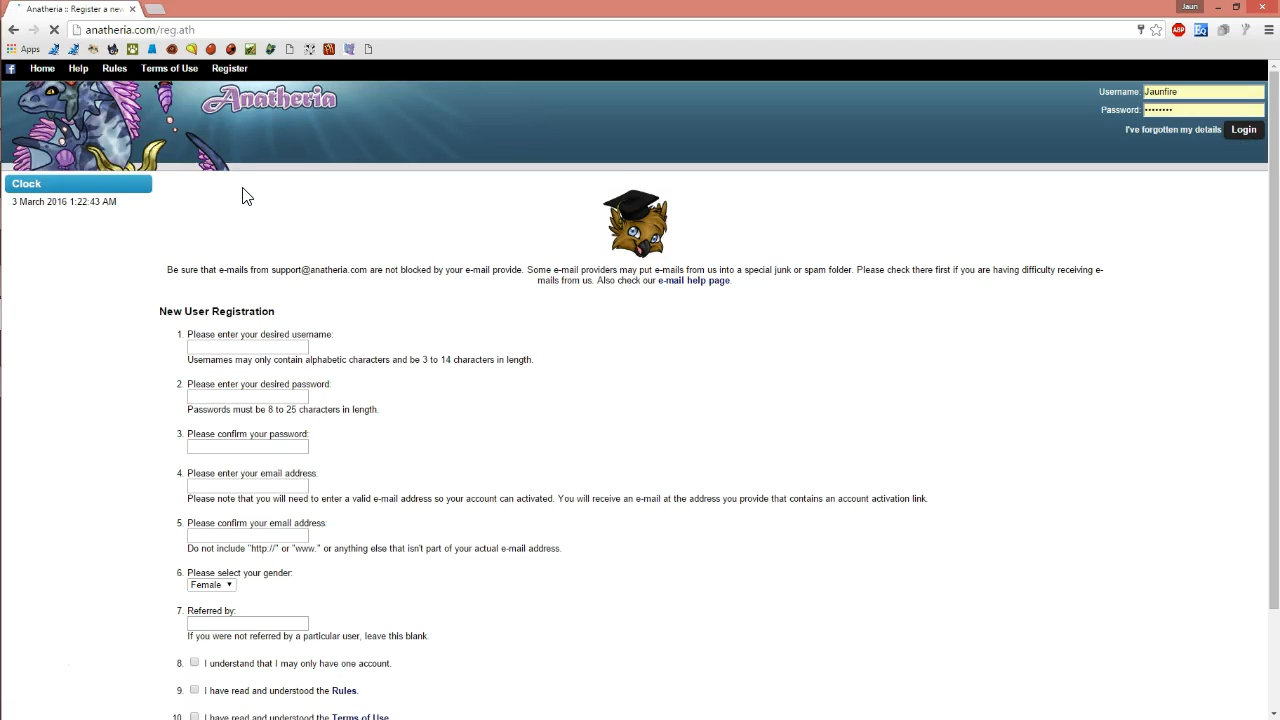 Anatheria :: Register a new
Jaun
anatheria.com/reg.ath
ABP
Apps
Home Help Rules Terms of Use Register
Anatheria
Username: Jaunfire
Password: ••••••••
I've forgotten my details Login
Clock
3 March 2016 1:22:43 AM
Be sure that e-mails from support@anatheria.com are not blocked by your e-mail provide. Some e-mail providers may put e-mails from us into a special junk or spam folder. Please check there first if you are having difficulty receiving e-
mails from us. Also check our e-mail help page.
New User Registration
1. Please enter your desired username:
Usernames may only contain alphabetic characters and be 3 to 14 characters in length.
2. Please enter your desired password:
Passwords must be 8 to 25 characters in length.
3. Please confirm your password:
4. Please enter your email address:
Please note that you will need to enter a valid e-mail address so your account can activated. You will receive an e-mail at the address you provide that contains an account activation link.
5. Please confirm your email address:
Do not include "http://" or "www." or anything else that isn't part of your actual e-mail address.
6. Please select your gender:
Female
7. Referred by:
If you were not referred by a particular user, leave this blank.
8. I understand that I may only have one account.
9. I have read and understood the Rules.
10. I have read and understood the Terms of Use.